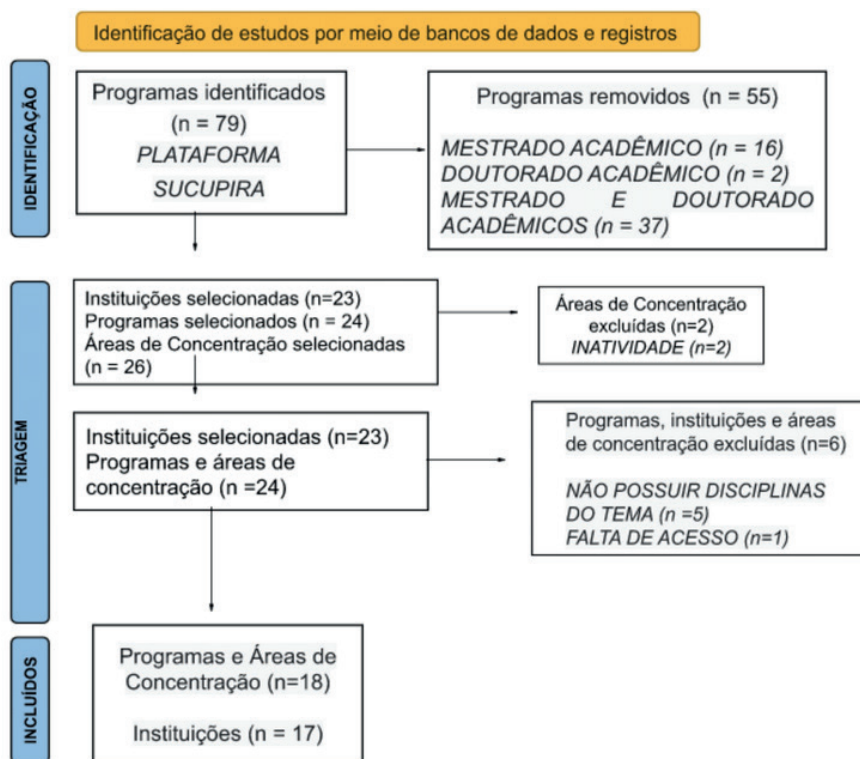 Identificação de estudos por meio de bancos de dados e registros
IDENTIFICAÇÃO
Programas identificados
(n = 79)
PLATAFORMA
SUCUPIRA
Programas removidos (n = 55)
MESTRADO ACADÊMICO (n = 16)
DOUTORADO ACADÊMICO (n = 2)
MESTRADO E DOUTORADO
ACADÊMICOS (n = 37)
TRIAGEM
Instituições selecionadas (n=23)
Programas selecionados (n = 24)
Áreas de Concentração selecionadas
(n = 26)
Áreas de Concentração
excluídas (n=2)
INATIVIDADE (n=2)
Instituições selecionadas (n=23)
Programas e áreas de
concentração (n =24)
Programas, instituições e áreas
de concentração excluídas (n=6)
NÃO POSSUIR DISCIPLINAS
DO TEMA (n =5)
FALTA DE ACESSO (n=1)
INCLUÍDOS
Programas e Áreas de
Concentração (n=18)
Instituições (n = 17)